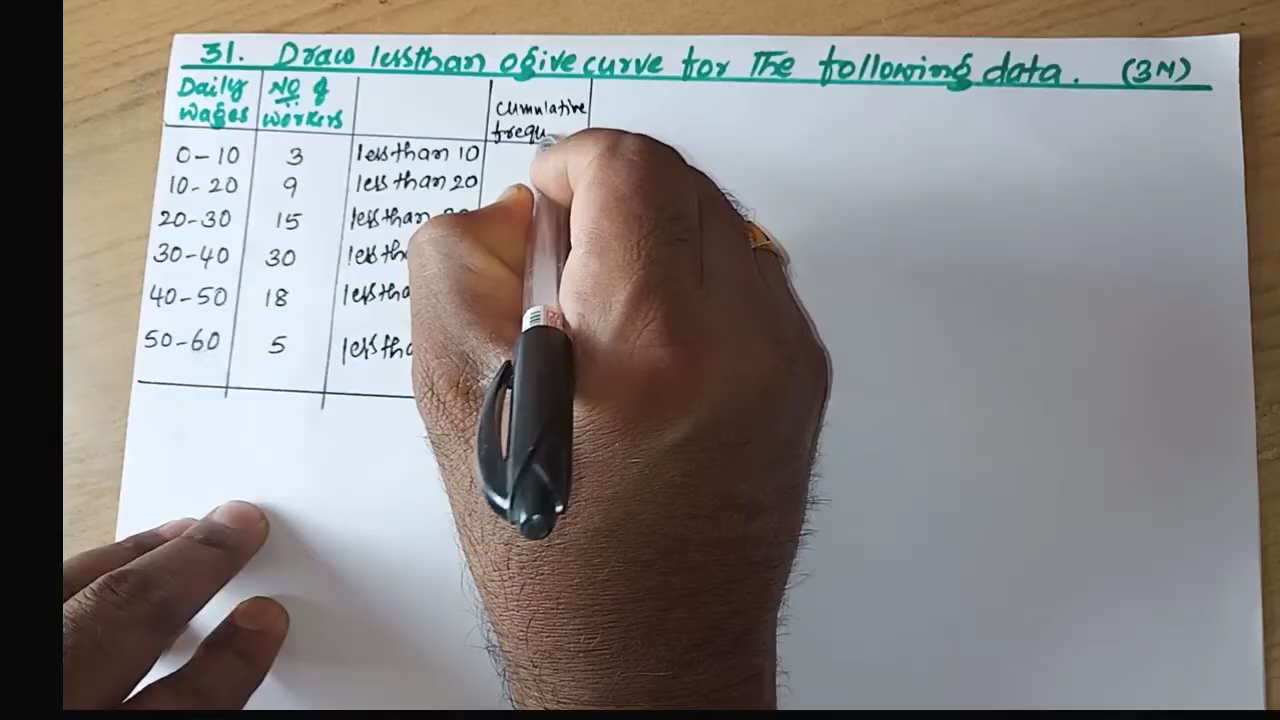 31. Draw lessthan ogive curve for The following data. (3M)
Daily wages No of workers cumulative frequ
0-10 3 lessthan 10
10-20 9 less than 20
20-30 15 less than
30-40 30
40-50 18
50-60 5